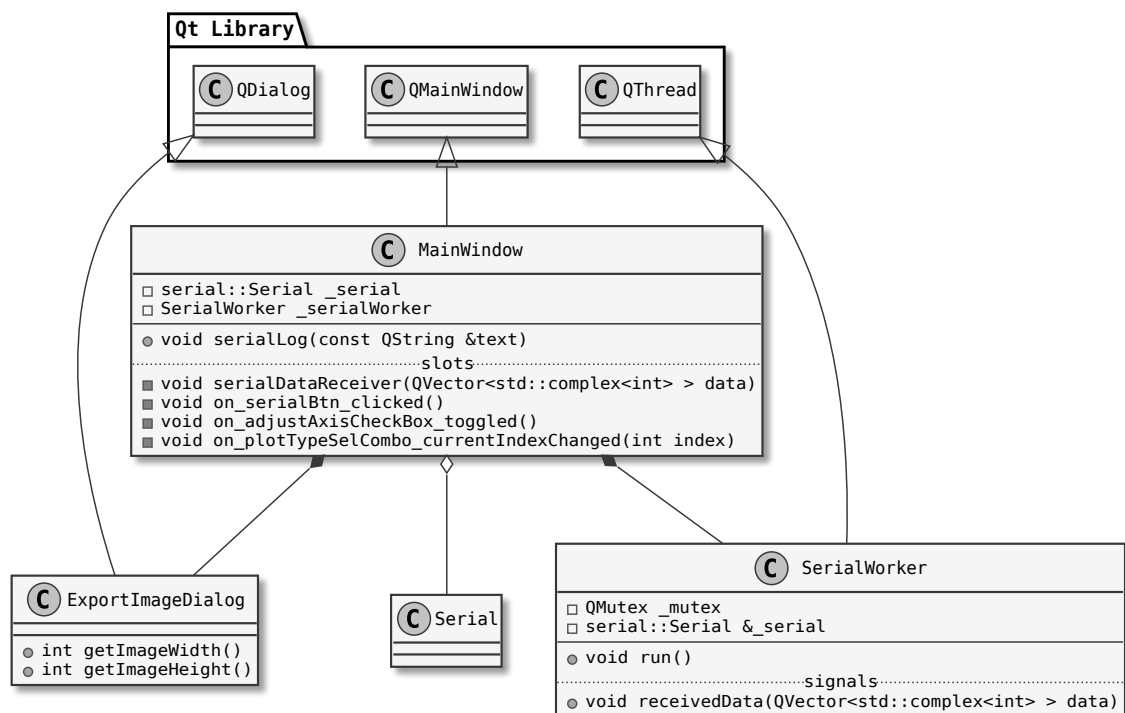 Qt Library
C QDialog
C QMainWindow
C QThread
C MainWindow
serial::Serial _serial
SerialWorker _serialWorker
void serialLog(const QString &text)
slots
void serialDataReceiver(QVector<std::complex<int> > data)
void on_serialBtn_clicked()
void on_adjustAxisCheckBox_toggled()
void on_plotTypeSelCombo_currentIndexChanged(int index)
C ExportImageDialog
int getImageWidth()
int getImageHeight()
C Serial
C SerialWorker
QMutex _mutex
serial::Serial &_serial
void run()
signals
void receivedData(QVector<std::complex<int> > data)